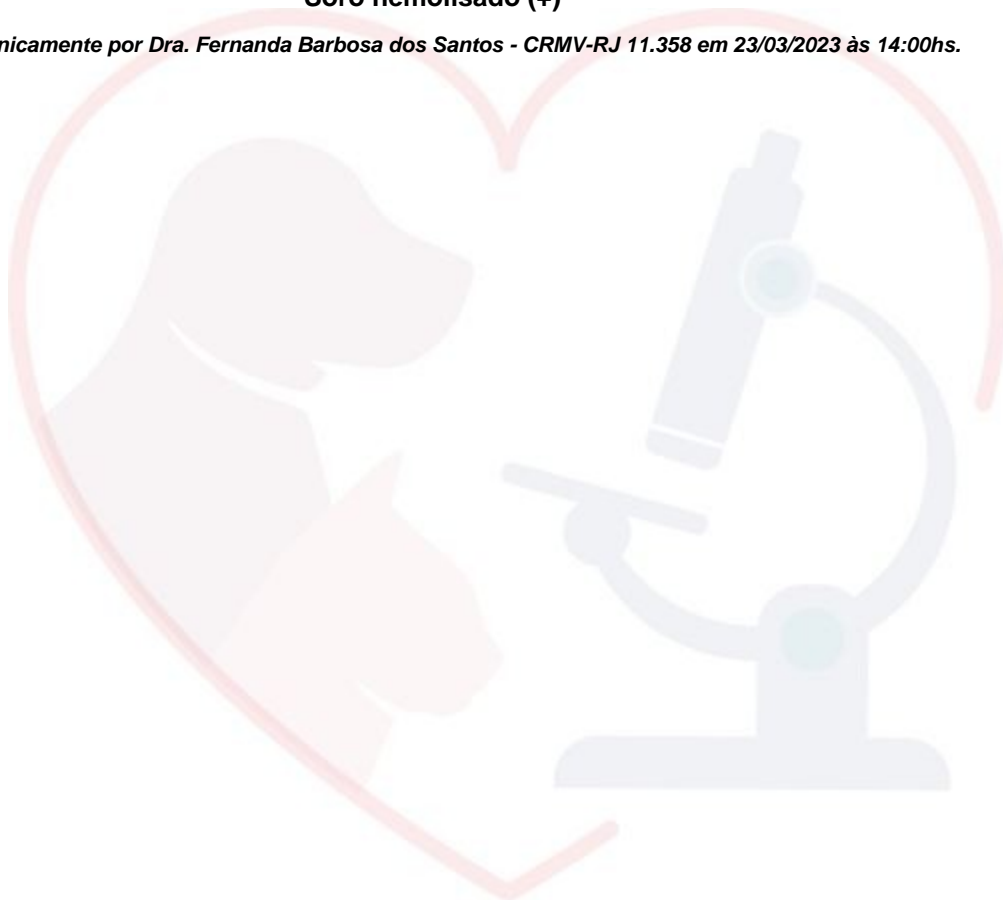 Soro hemolisado (+)
nicamente por Dra. Fernanda Barbosa dos Santos - CRMV-RJ 11.358 em 23/03/2023 às 14:00hs.